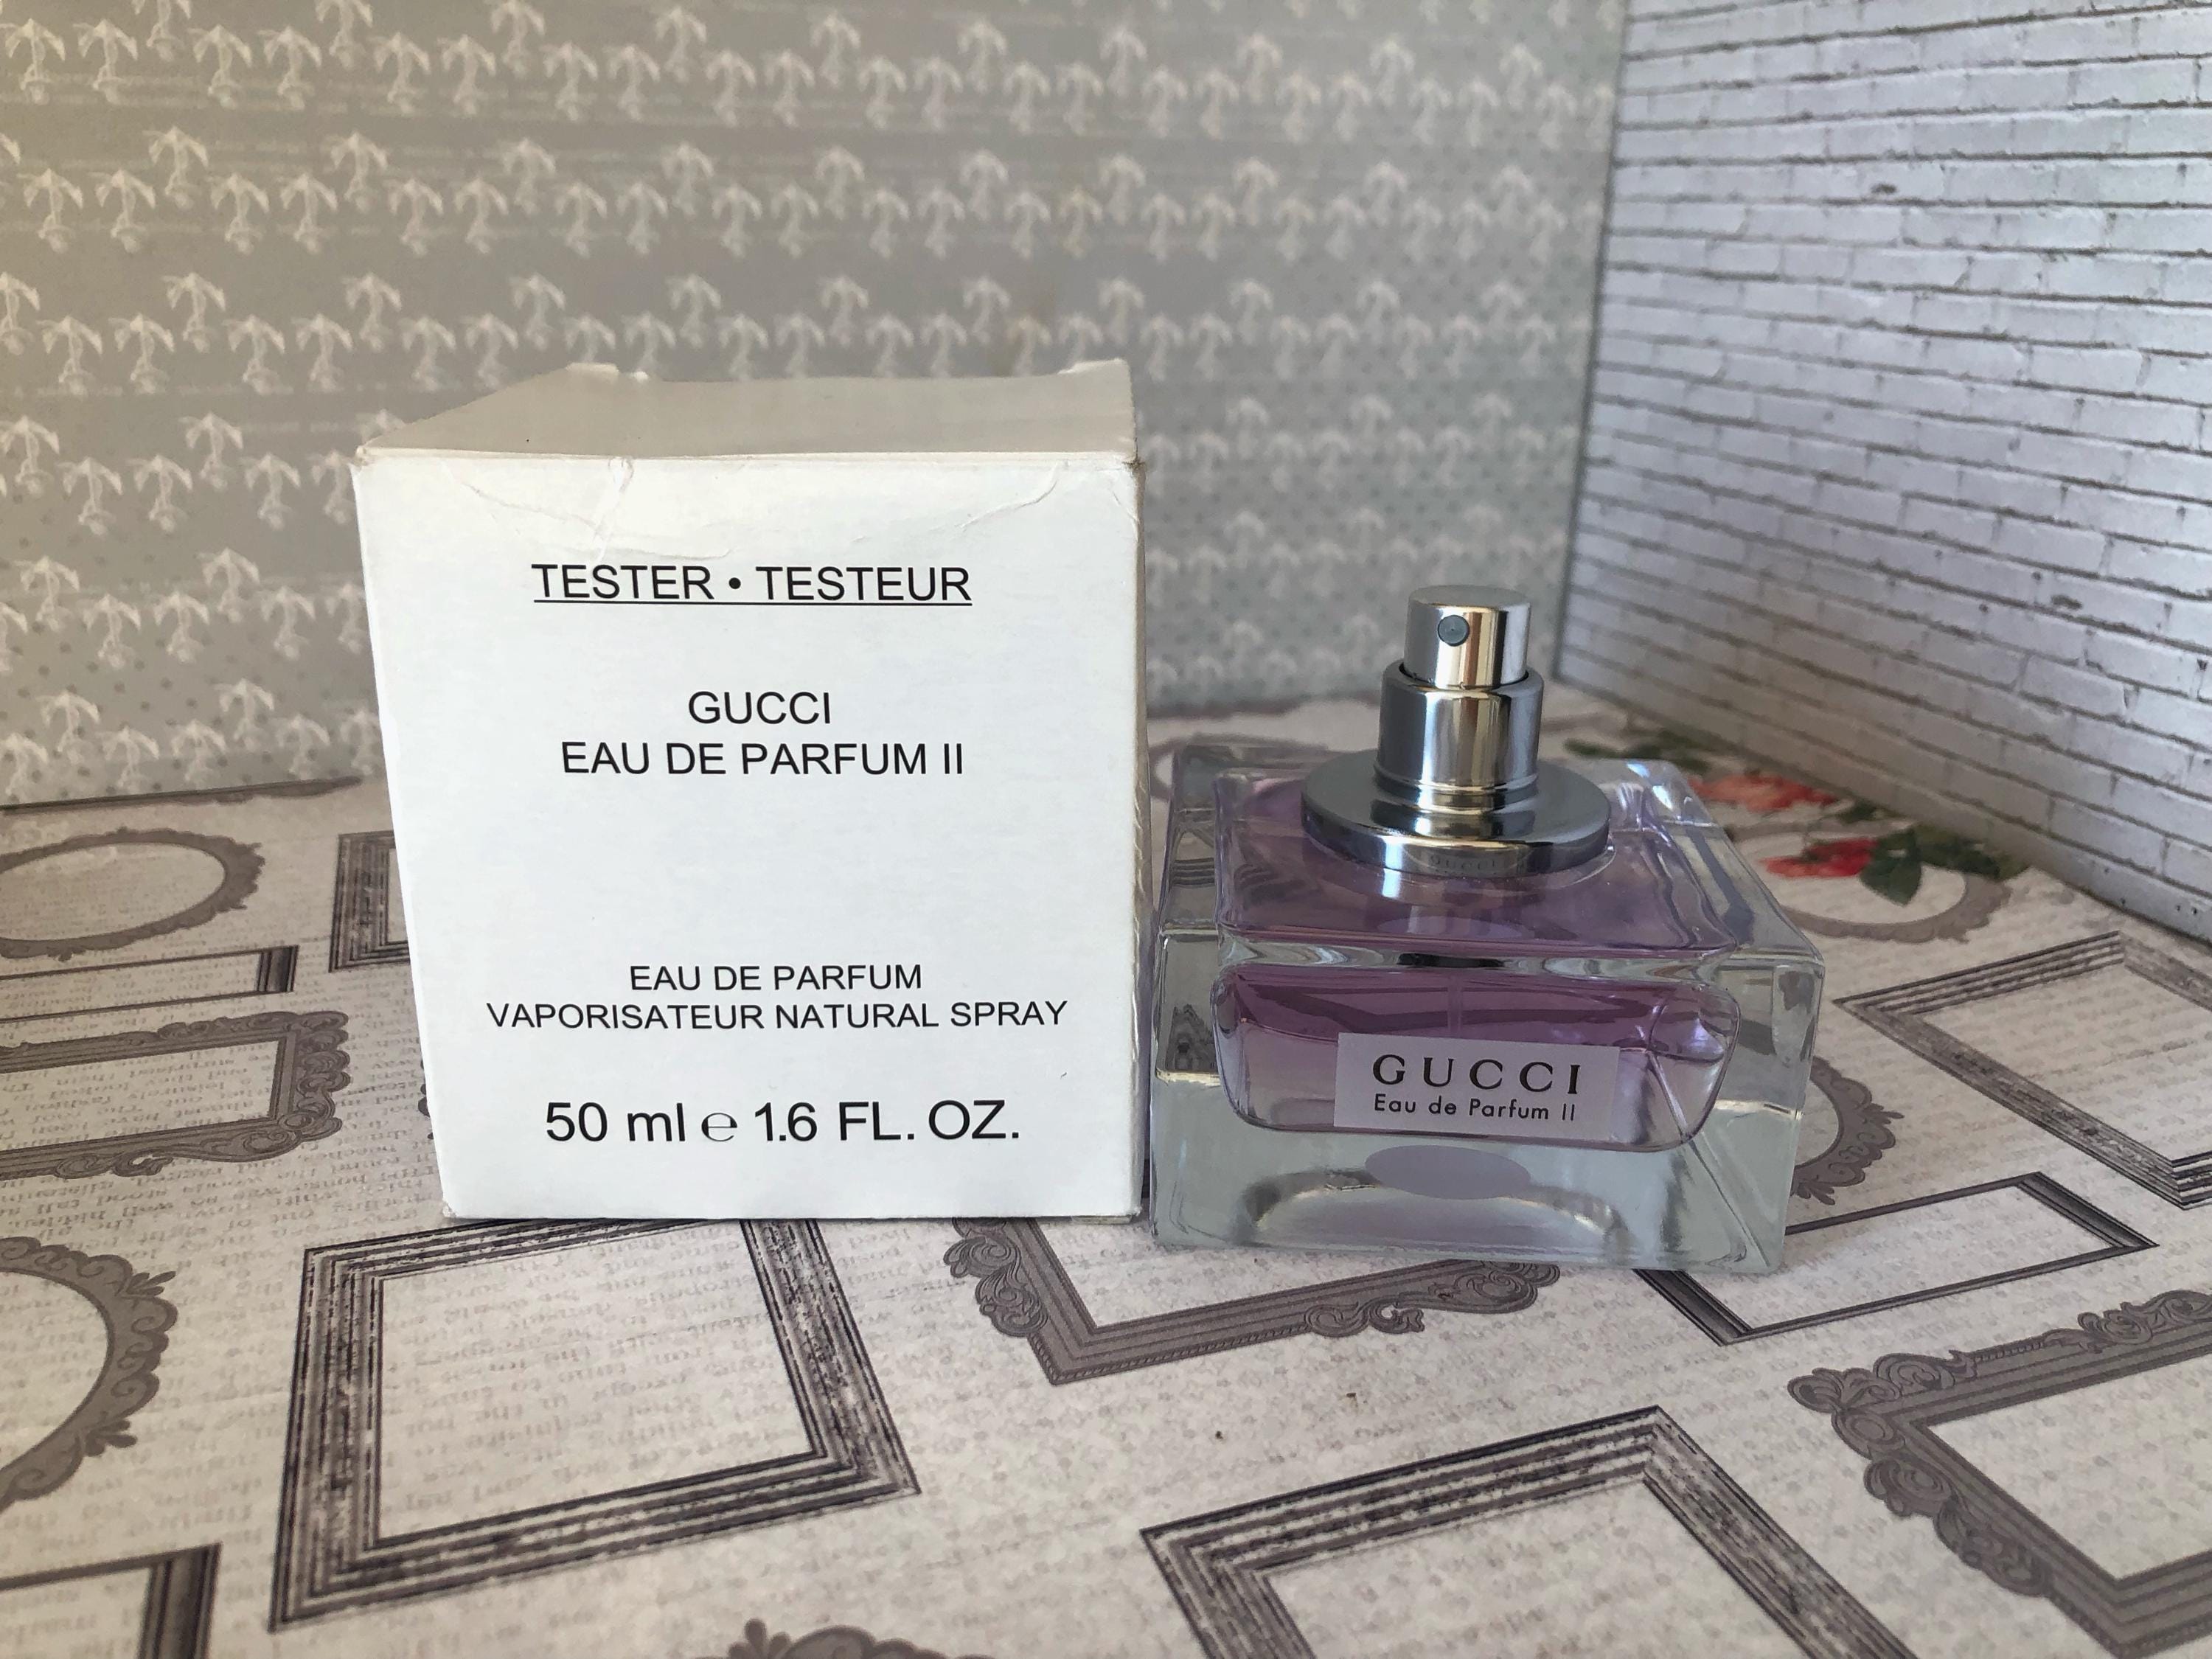 TESTER • TESTEUR
GUCCI
EAU DE PARFUM II
EAU DE PARFUM
VAPORISATEUR NATURAL SPRAY
50 ml ℮ 1.6 FL. OZ.
GUCCI
GUCCI
Eau de Parfum II